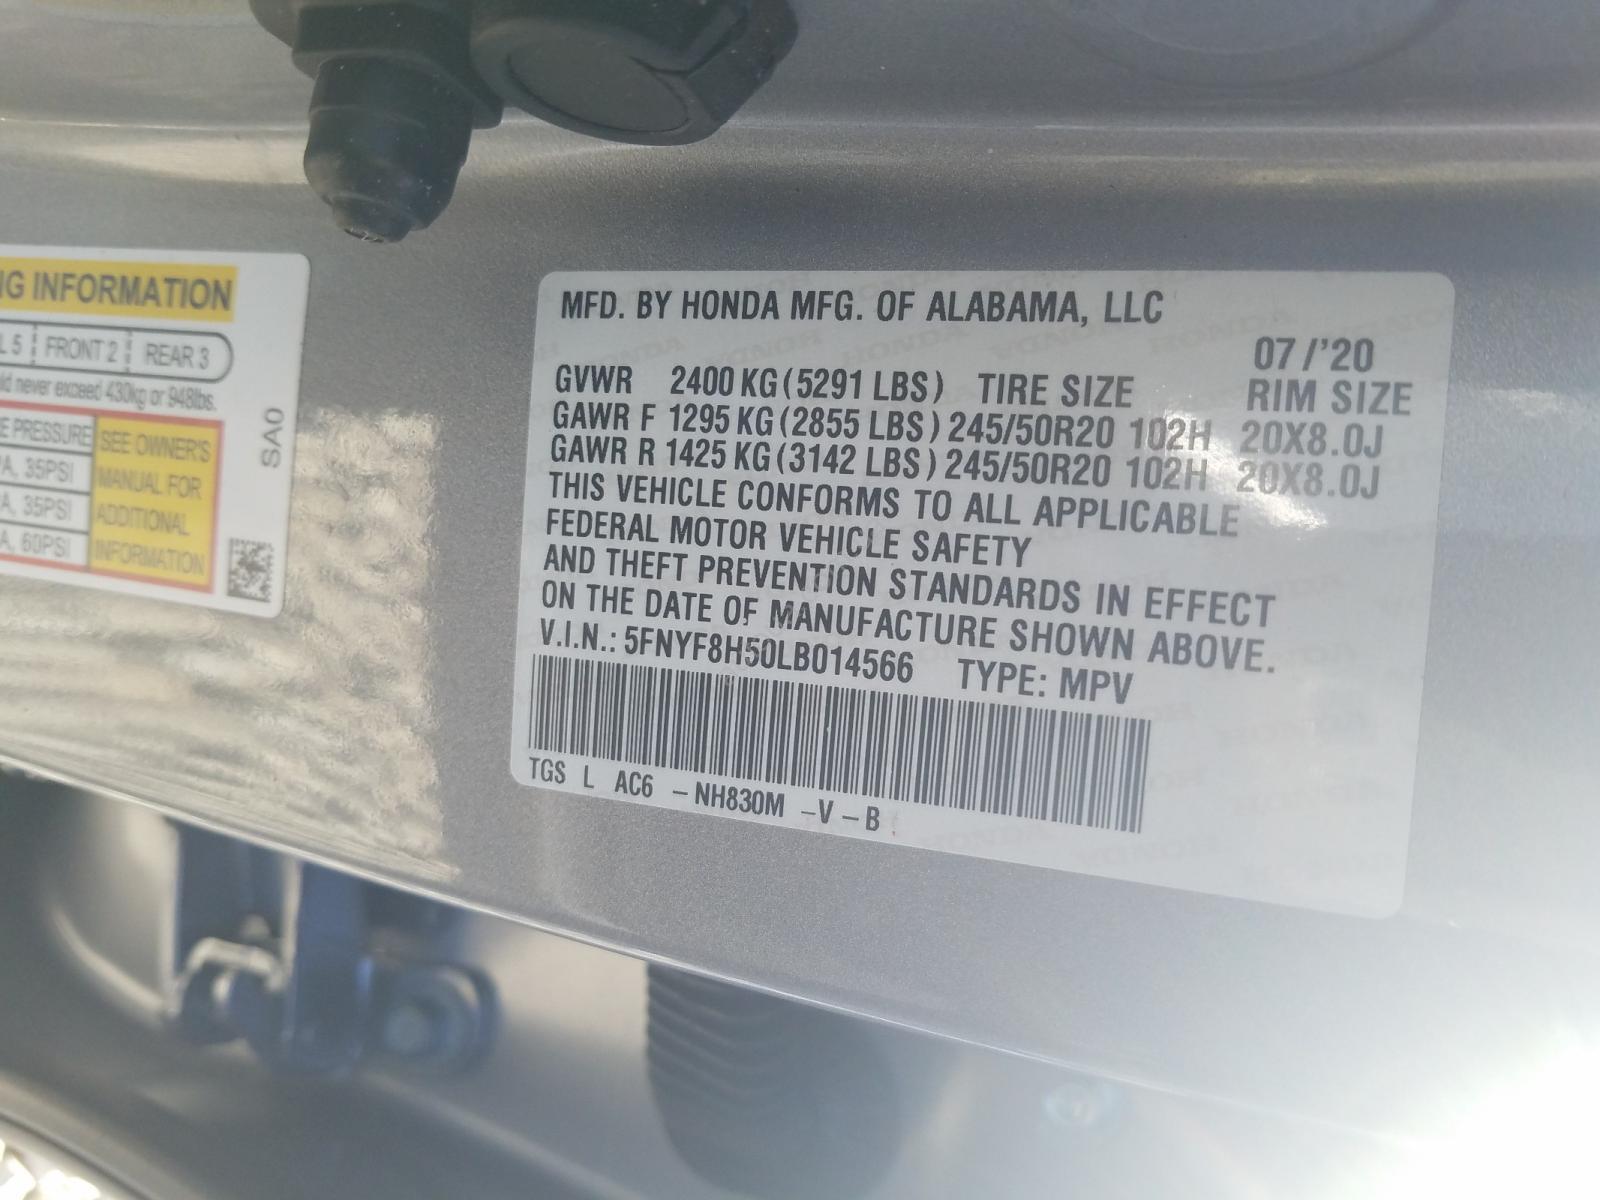 NG INFORMATION
L 5 FRONT 2 REAR 3
never exceed 430kg or 948lbs.
E PRESSURE
PA, 35PSI
A, 35PSI
A, 60PSI
SEE OWNER'S
MANUAL FOR
ADDITIONAL
INFORMATION
SA0
MFD. BY HONDA MFG. OF ALABAMA, LLC
07/'20
GVWR 2400 KG (5291 LBS) TIRE SIZE RIM SIZE
GAWR F 1295 KG (2855 LBS) 245/50R20 102H 20X8.0J
GAWR R 1425 KG (3142 LBS) 245/50R20 102H 20X8.0J
THIS VEHICLE CONFORMS TO ALL APPLICABLE
FEDERAL MOTOR VEHICLE SAFETY
AND THEFT PREVENTION STANDARDS IN EFFECT
ON THE DATE OF MANUFACTURE SHOWN ABOVE.
V.I.N.: 5FNYF8H50LB014566 TYPE: MPV
TGS L AC6 -NH830M -V-B